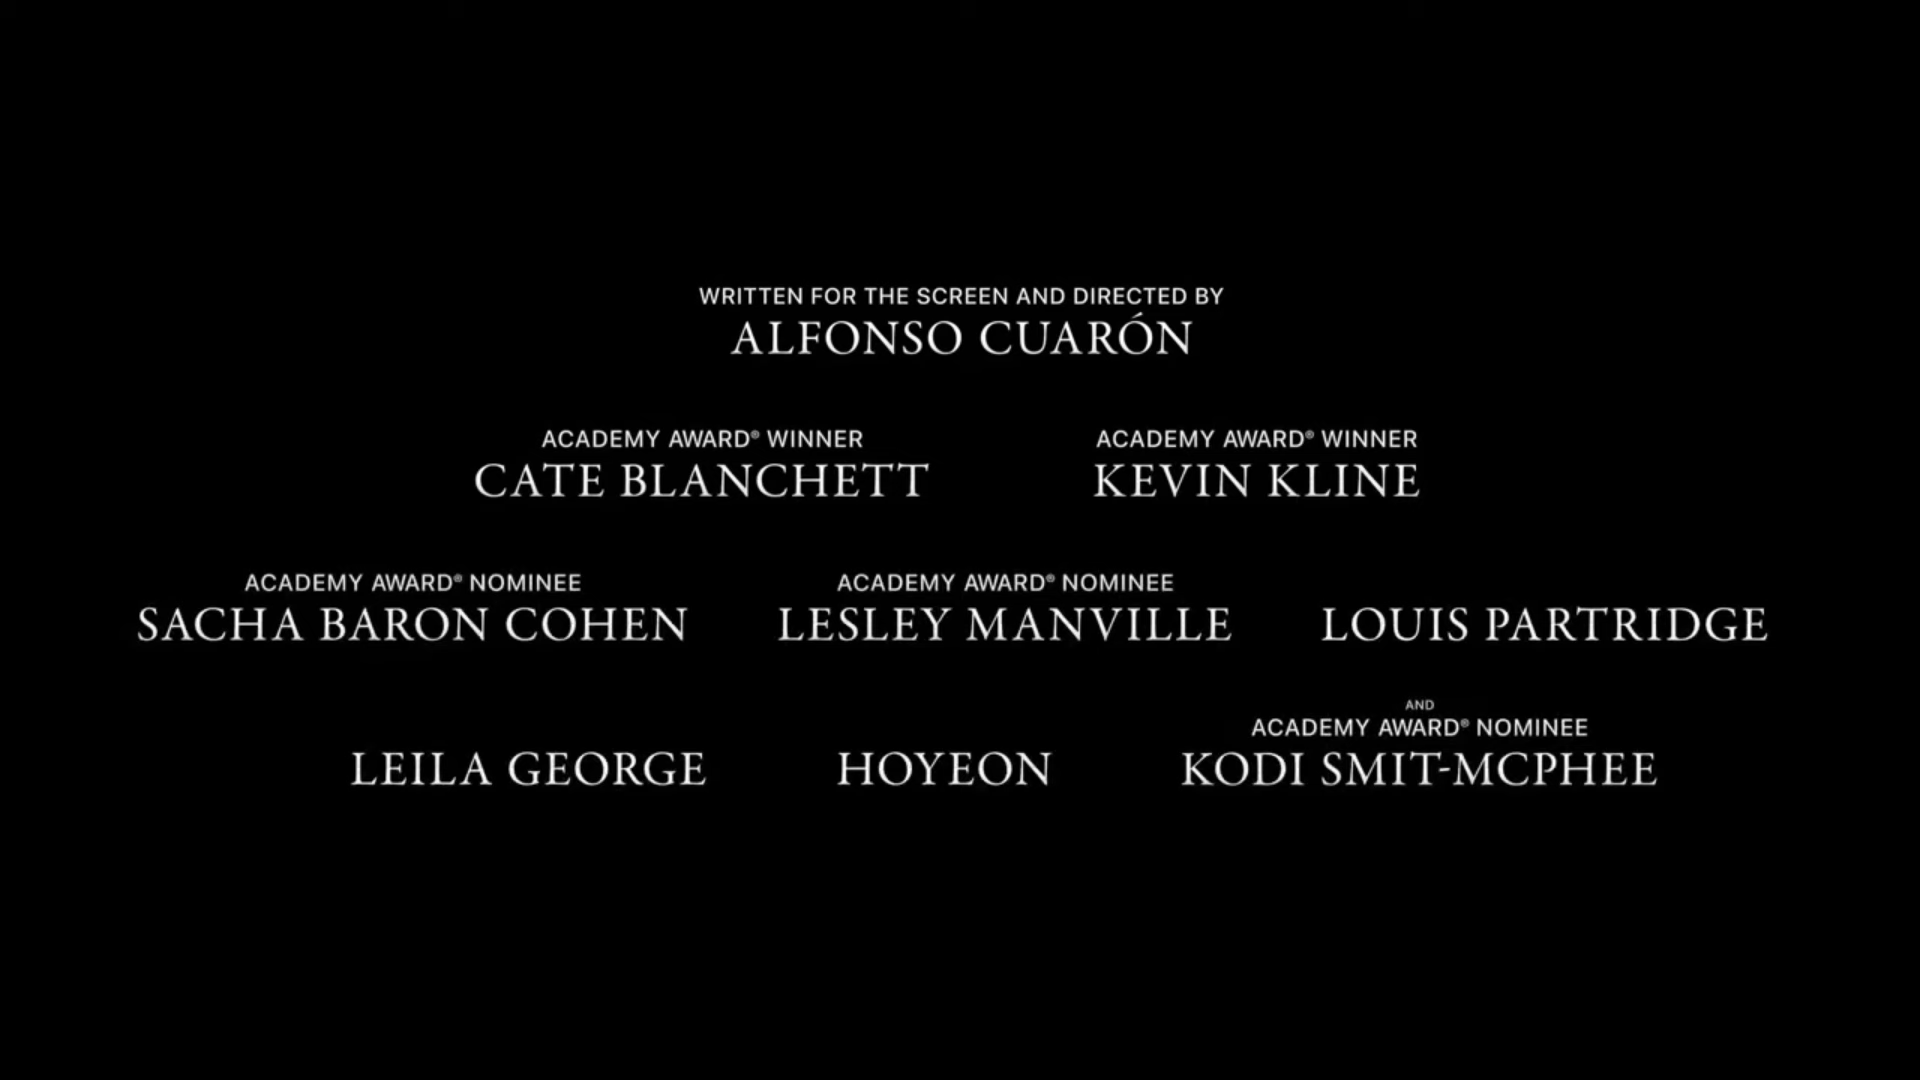 WRITTEN FOR THE SCREEN AND DIRECTED BY
ALFONSO CUARÓN
ACADEMY AWARD® WINNER
CATE BLANCHETT
ACADEMY AWARD® WINNER
KEVIN KLINE
ACADEMY AWARD® NOMINEE
SACHA BARON COHEN
ACADEMY AWARD® NOMINEE
LESLEY MANVILLE
LOUIS PARTRIDGE
LEILA GEORGE
HOYEON
AND
ACADEMY AWARD® NOMINEE
KODI SMIT-MCPHEE